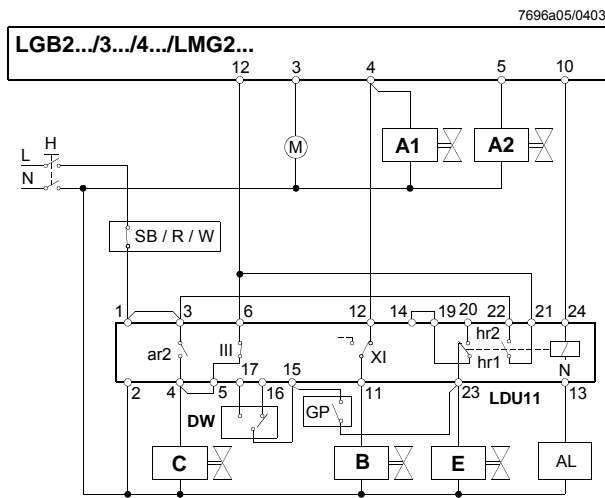 7696a05/0403
LGB2.../3.../4.../LMG2...
12 3 4 5 10
H
L
N
M
A1
A2
SB / R / W
1 3 6 12 14 19 20 22 21 24
hr2
ar2
III
XI
hr1
N
17
16
15
2 4 5 11 23 LDU11 13
DW
GP
C
B
E
AL